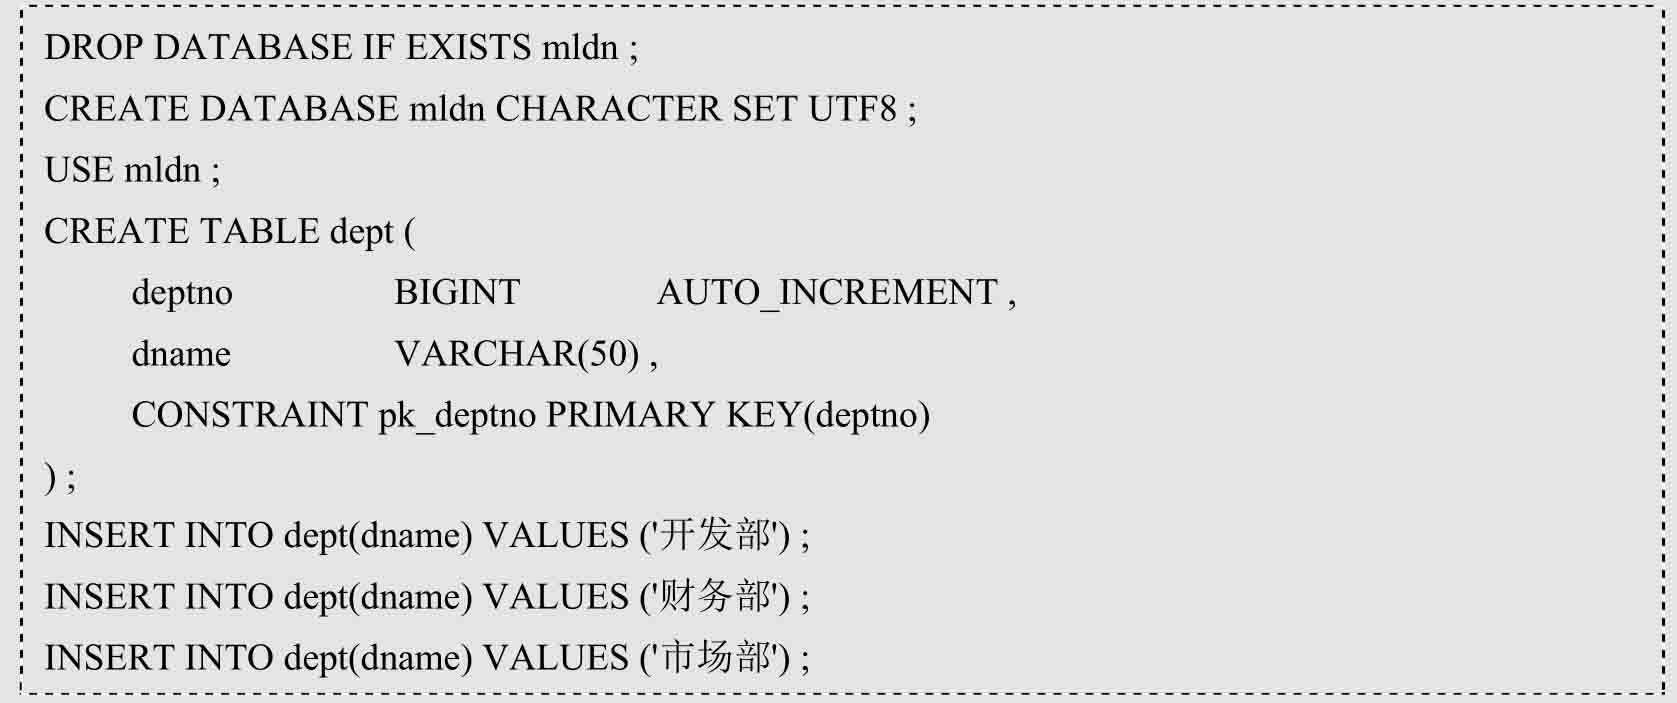 DROP DATABASE IF EXISTS mldn ;
CREATE DATABASE mldn CHARACTER SET UTF8 ;
USE mldn ;
CREATE TABLE dept (
deptno BIGINT AUTO_INCREMENT ,
dname VARCHAR(50) ,
CONSTRAINT pk_deptno PRIMARY KEY(deptno)
) ;
INSERT INTO dept(dname) VALUES ('开发部') ;
INSERT INTO dept(dname) VALUES ('财务部') ;
INSERT INTO dept(dname) VALUES ('市场部') ;